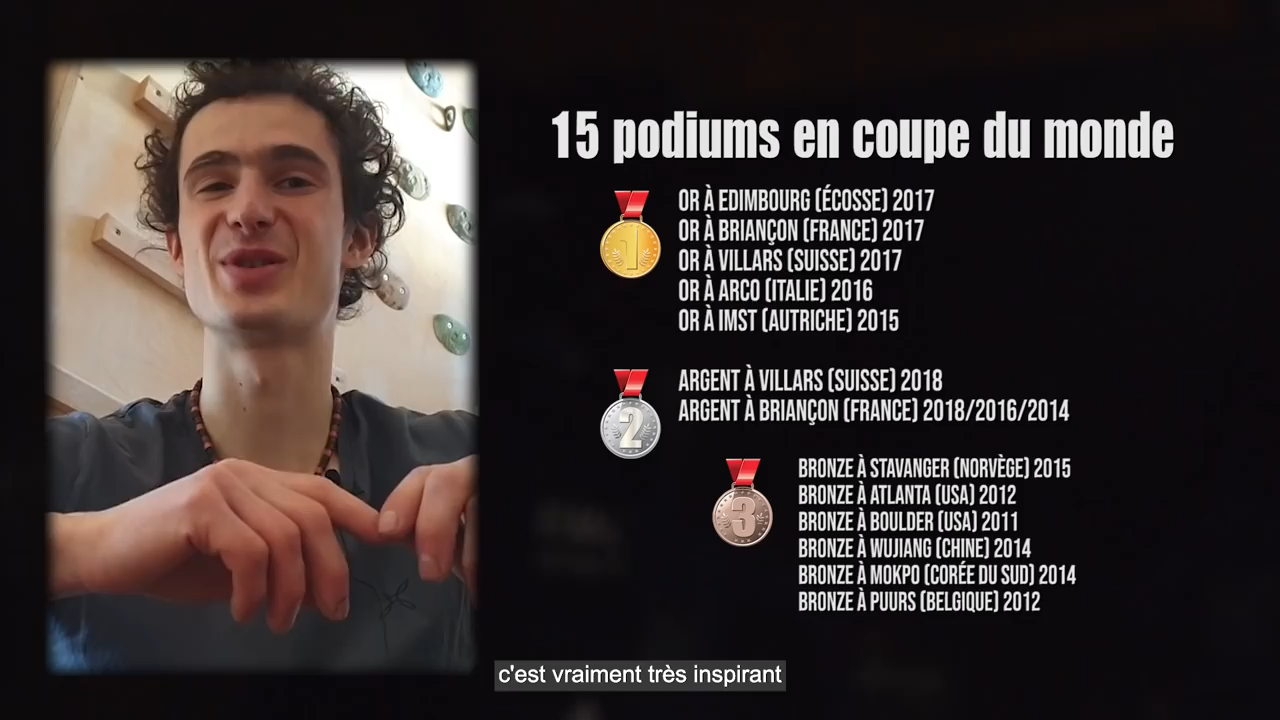 15 podiums en coupe du monde
1
OR À EDIMBOURG (ÉCOSSE) 2017
OR À BRIANÇON (FRANCE) 2017
OR À VILLARS (SUISSE) 2017
OR À ARCO (ITALIE) 2016
OR À IMST (AUTRICHE) 2015
2
ARGENT À VILLARS (SUISSE) 2018
ARGENT À BRIANÇON (FRANCE) 2018/2016/2014
3
BRONZE À STAVANGER (NORVÈGE) 2015
BRONZE À ATLANTA (USA) 2012
BRONZE À BOULDER (USA) 2011
BRONZE À WUJIANG (CHINE) 2014
BRONZE À MOKPO (CORÉE DU SUD) 2014
BRONZE À PUURS (BELGIQUE) 2012
c'est vraiment très inspirant